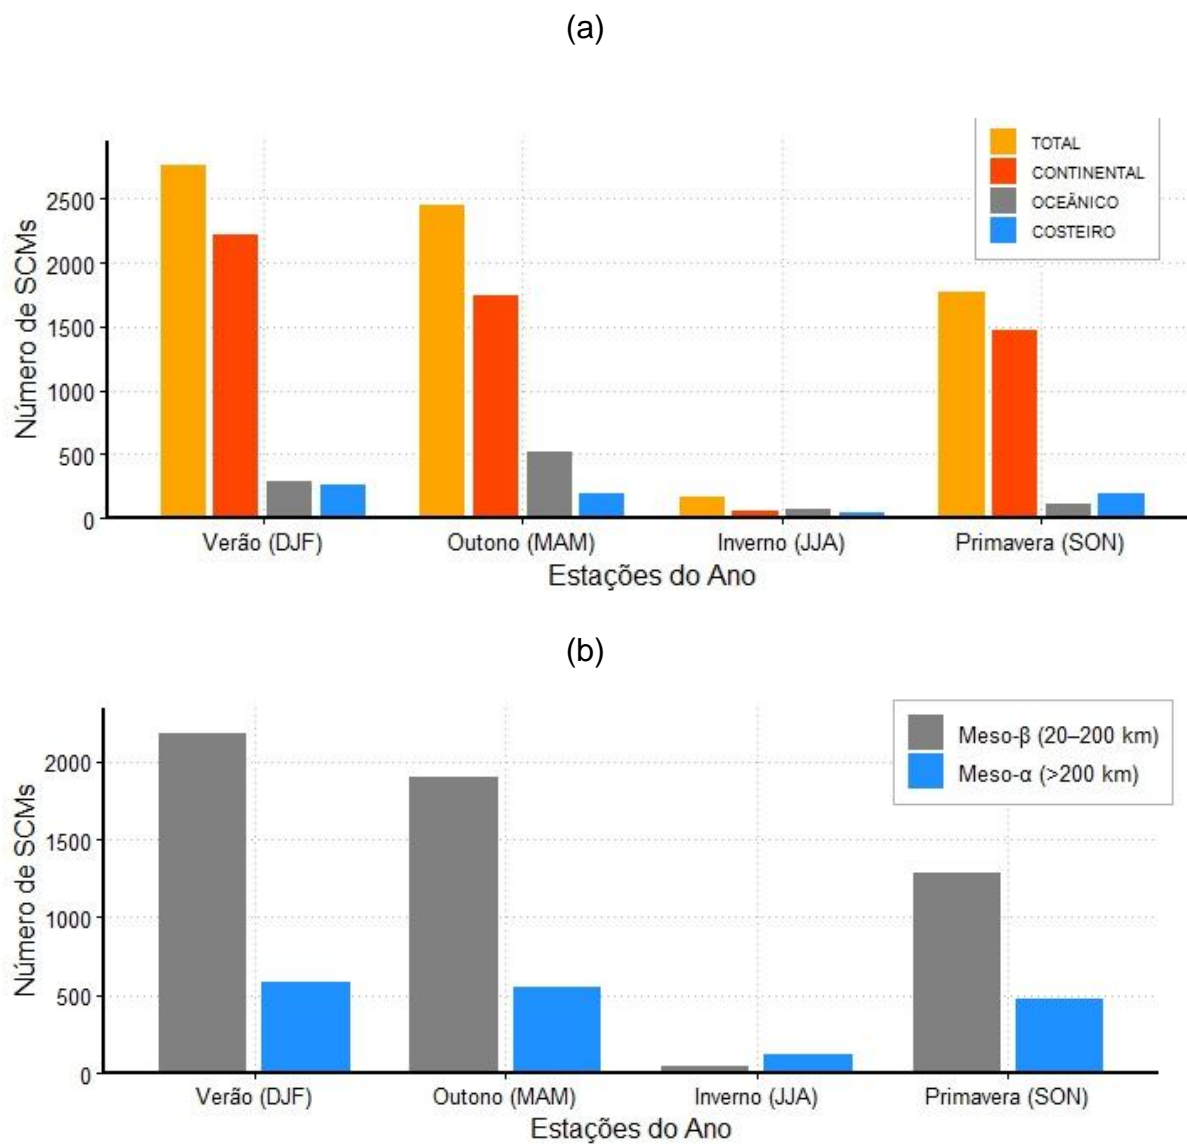 (a)
TOTAL
CONTINENTAL
OCEÂNICO
COSTEIRO
Número de SCMs
2500
2000
1500
1000
500
0
Verão (DJF)
Outono (MAM)
Inverno (JJA)
Primavera (SON)
Estações do Ano
(b)
Meso-β (20–200 km)
Meso-α (>200 km)
Número de SCMs
2000
1500
1000
500
0
Verão (DJF)
Outono (MAM)
Inverno (JJA)
Primavera (SON)
Estações do Ano